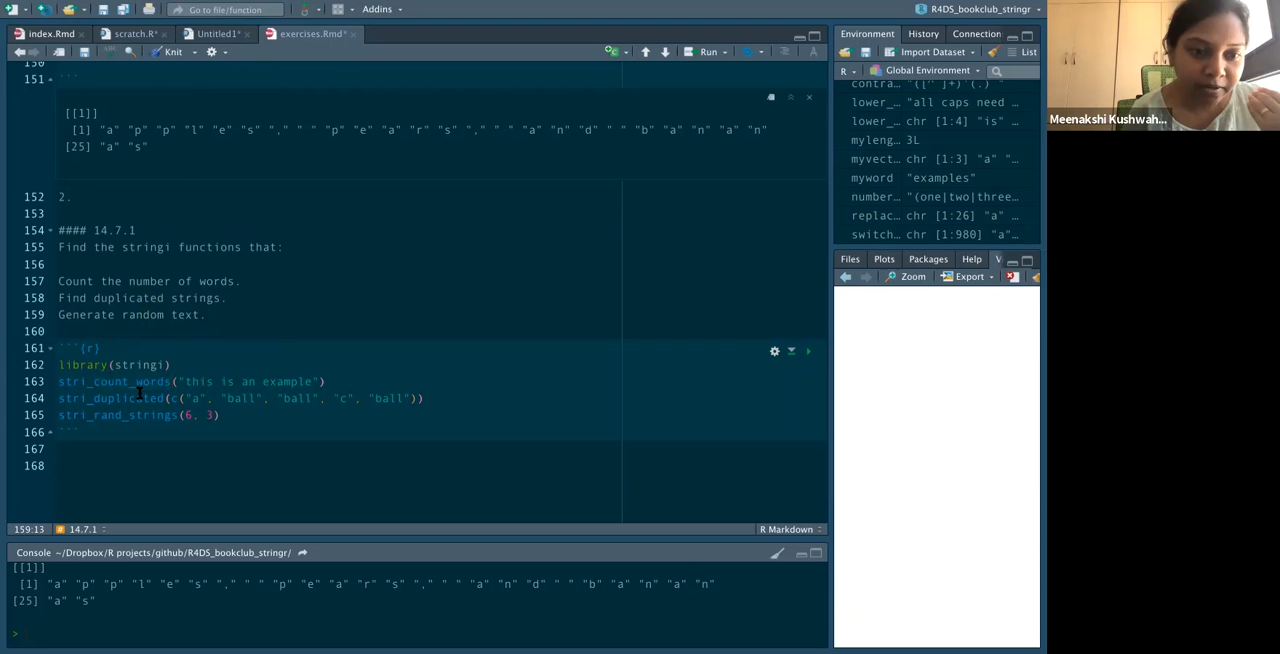 Go to file/function
Addins
R4DS_bookclub_stringr
index.Rmd
scratch.R*
Untitled1*
exercises.Rmd*
Knit
Run
150
151 ```
[[1]]
[1] "a" "p" "p" "l" "e" "s" "," " " "p" "e" "a" "r" "s" "," " " "a" "n" "d" " " "b" "a" "n" "a" "n"
[25] "a" "s"
152 2.
153
154 #### 14.7.1
155 Find the stringi functions that:
156
157 Count the number of words.
158 Find duplicated strings.
159 Generate random text.
160
161 ```{r}
162 library(stringi)
163 stri_count_words("this is an example")
164 stri_duplicated(c("a", "ball", "ball", "c", "ball"))
165 stri_rand_strings(6, 3)
166 ```
167
168
159:13 # 14.7.1 R Markdown
Console ~/Dropbox/R projects/github/R4DS_bookclub_stringr/
[[1]]
[1] "a" "p" "p" "l" "e" "s" "," " " "p" "e" "a" "r" "s" "," " " "a" "n" "d" " " "b" "a" "n" "a" "n"
[25] "a" "s"
>
Environment History Connection
Import Dataset List
R Global Environment
contra… "([^ ]+)'(.) …
lower_… "all caps need …
lower_… chr [1:4] "is" …
myleng… 3L
myvect… chr [1:3] "a" "…
myword "examples"
number… "(one|two|three…
replac… chr [1:26] "a" …
switch… chr [1:980] "a"…
Files Plots Packages Help V
Zoom Export
Meenakshi Kushwah...